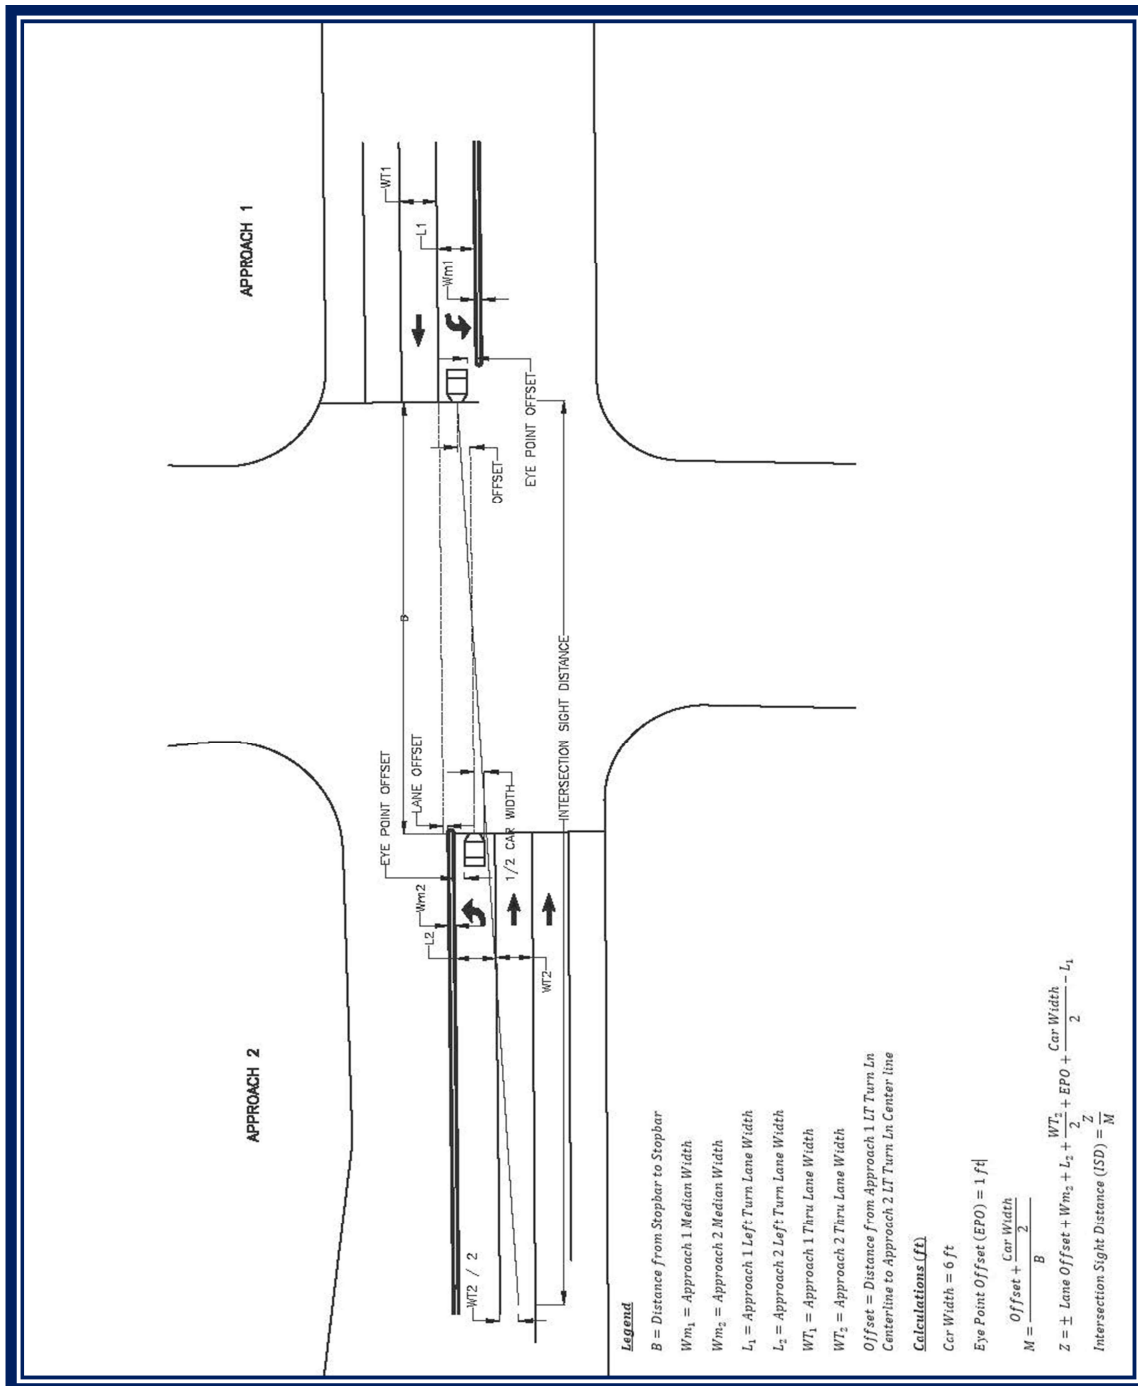 APPROACH 2
APPROACH 1
EYE POINT OFFSET
LANE OFFSET
Wm2
L2
WT2
WT2 / 2
1/2 CAR WIDTH
B
INTERSECTION SIGHT DISTANCE
OFFSET
EYE POINT OFFSET
WT1
L1
Wm1
Legend
B = Distance from Stopbar to Stopbar
Wm₁ = Approach 1 Median Width
Wm₂ = Approach 2 Median Width
L₁ = Approach 1 Left Turn Lane Width
L₂ = Approach 2 Left Turn Lane Width
WT₁ = Approach 1 Thru Lane Width
WT₂ = Approach 2 Thru Lane Width
Offset = Distance from Approach 1 LT Turn Ln
Centerline to Approach 2 LT Turn Ln Center line
Calculations (ft)
Car Width = 6 ft
Eye Point Offset (EPO) = 1 ft|
M = (Offset + Car Width / 2) / B
Z = ± Lane Offset + Wm₂ + L₂ + WT₂ / 2 + EPO + Car Width / 2 − L₁
Intersection Sight Distance (ISD) = Z / M